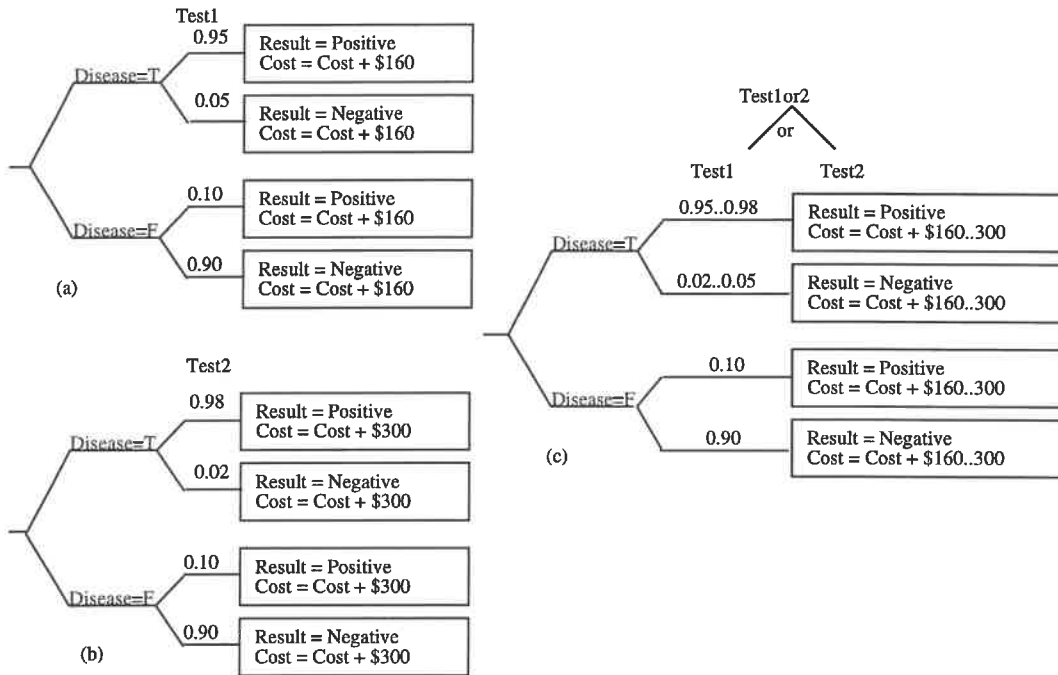 Test1
0.95
Result = Positive
Cost = Cost + $160
Disease=T
0.05
Result = Negative
Cost = Cost + $160
0.10
Result = Positive
Cost = Cost + $160
Disease=F
0.90
Result = Negative
Cost = Cost + $160
(a)
Test2
0.98
Result = Positive
Cost = Cost + $300
Disease=T
0.02
Result = Negative
Cost = Cost + $300
0.10
Result = Positive
Cost = Cost + $300
Disease=F
0.90
Result = Negative
Cost = Cost + $300
(b)
Test1or2
or
Test1 Test2
0.95..0.98
Result = Positive
Cost = Cost + $160..300
Disease=T
0.02..0.05
Result = Negative
Cost = Cost + $160..300
0.10
Result = Positive
Cost = Cost + $160..300
Disease=F
0.90
Result = Negative
Cost = Cost + $160..300
(c)